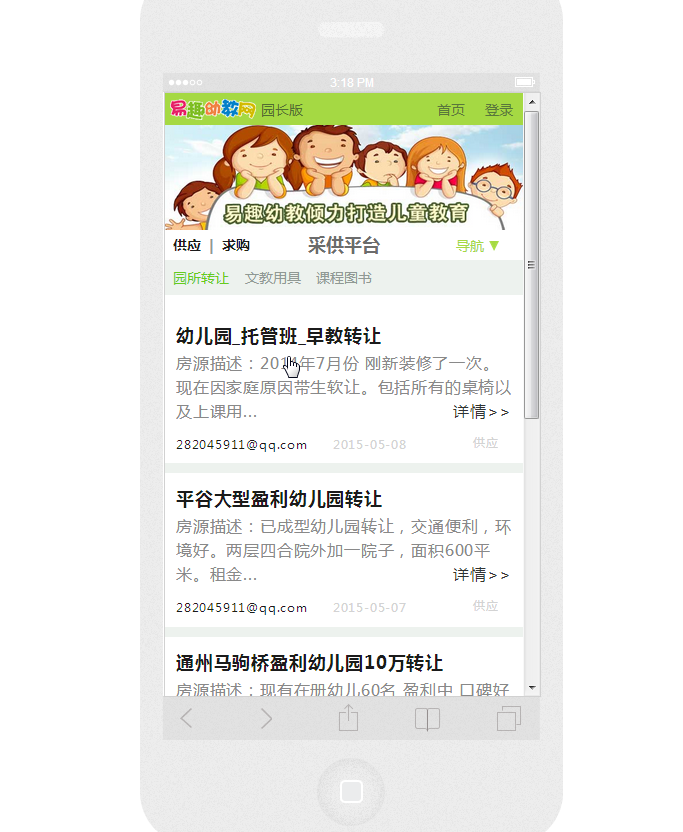 3:18 PM
易趣幼教网 园长版 首页 登录
易趣幼教倾力打造儿童教育
供应 | 求购 采供平台 导航 ▼
园所转让 文教用具 课程图书
幼儿园_托管班_早教转让
房源描述：2014年7月份 刚新装修了一次。
现在因家庭原因带生软让。包括所有的桌椅以
及上课用... 详情>>
282045911@qq.com 2015-05-08 供应
平谷大型盈利幼儿园转让
房源描述：已成型幼儿园转让，交通便利，环
境好。两层四合院外加一院子，面积600平
米。租金... 详情>>
282045911@qq.com 2015-05-07 供应
通州马驹桥盈利幼儿园10万转让
房源描述：现有在册幼儿60名 盈利中 口碑好